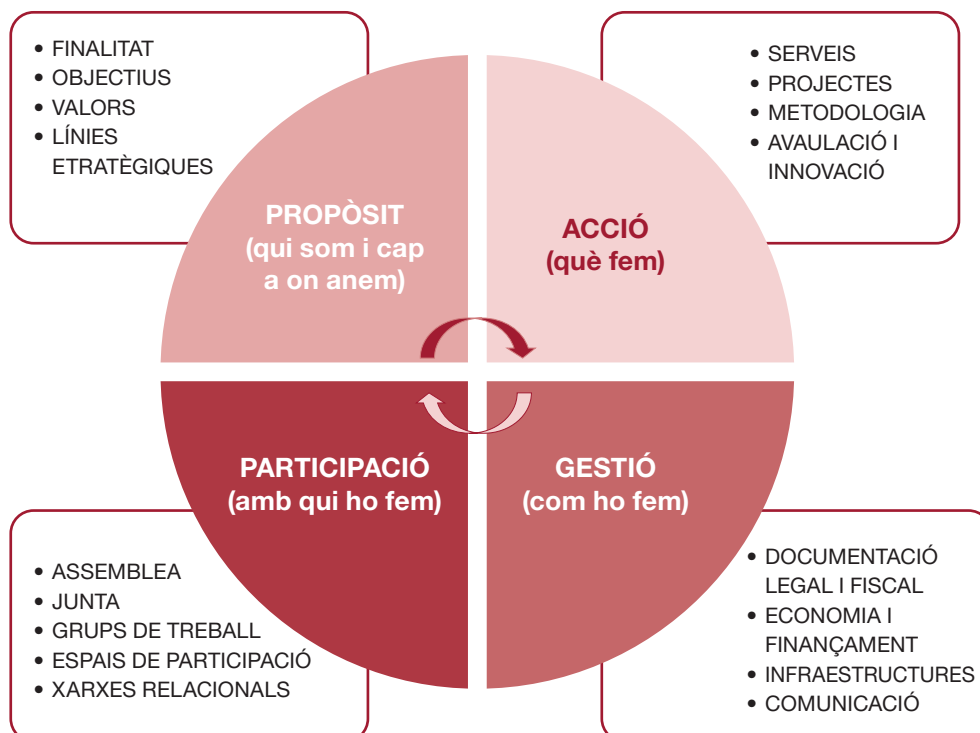 • FINALITAT
• OBJECTIUS
• VALORS
• LÍNIES
ETRATÈGIQUES
• SERVEIS
• PROJECTES
• METODOLOGIA
• AVAULACIÓ I
INNOVACIÓ
PROPÒSIT
(qui som i cap
a on anem)
ACCIÓ
(què fem)
PARTICIPACIÓ
(amb qui ho fem)
GESTIÓ
(com ho fem)
• ASSEMBLEA
• JUNTA
• GRUPS DE TREBALL
• ESPAIS DE PARTICIPACIÓ
• XARXES RELACIONALS
• DOCUMENTACIÓ
LEGAL I FISCAL
• ECONOMIA I
FINANÇAMENT
• INFRAESTRUCTURES
• COMUNICACIÓ